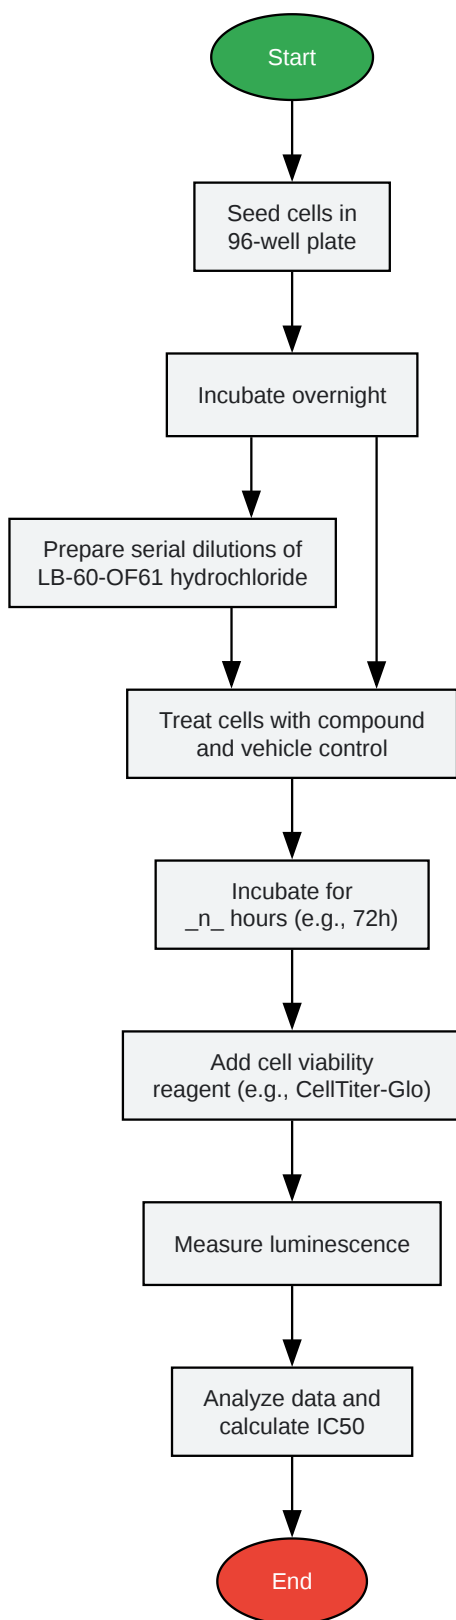 Start
Seed cells in
96-well plate
Incubate overnight
Prepare serial dilutions of
LB-60-OF61 hydrochloride
Treat cells with compound
and vehicle control
Incubate for
_n_ hours (e.g., 72h)
Add cell viability
reagent (e.g., CellTiter-Glo)
Measure luminescence
Analyze data and
calculate IC50
End